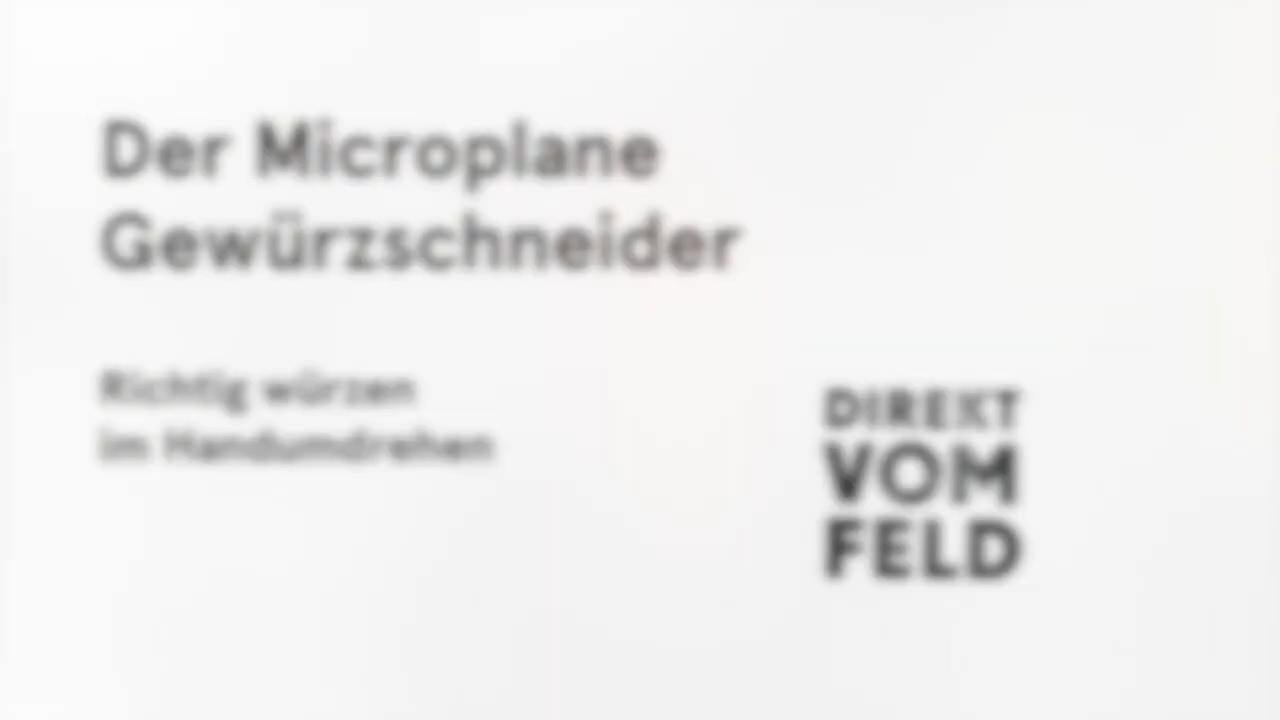 Der Microplane
Gewürzschneider
Richtig würzen
im Handumdrehen
DIREKT
VOM
FELD